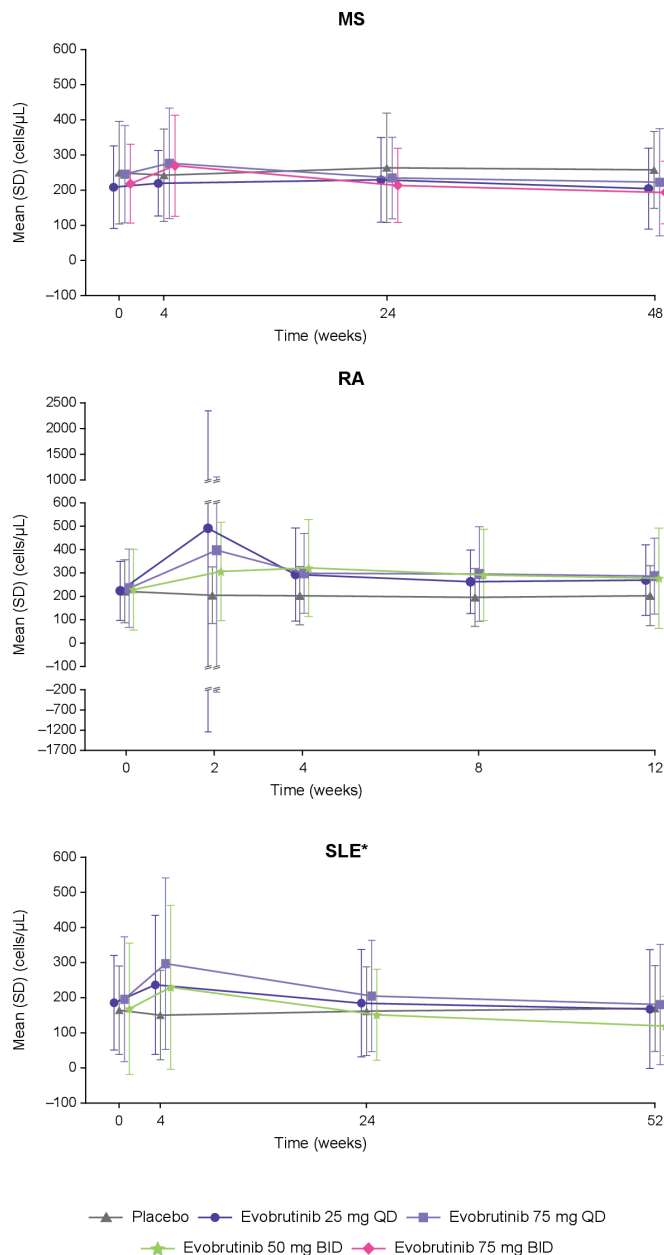 MS
600
500
400
300
200
100
0
–100
Mean (SD) (cells/µL)
0 4 24 48
Time (weeks)
RA
2500
2000
1500
1000
600
500
400
300
200
100
0
–100
–200
–700
–1200
–1700
Mean (SD) (cells/µL)
0 2 4 8 12
Time (weeks)
SLE*
600
500
400
300
200
100
0
–100
Mean (SD) (cells/µL)
0 4 24 52
Time (weeks)
Placebo Evobrutinib 25 mg QD Evobrutinib 75 mg QD
Evobrutinib 50 mg BID Evobrutinib 75 mg BID